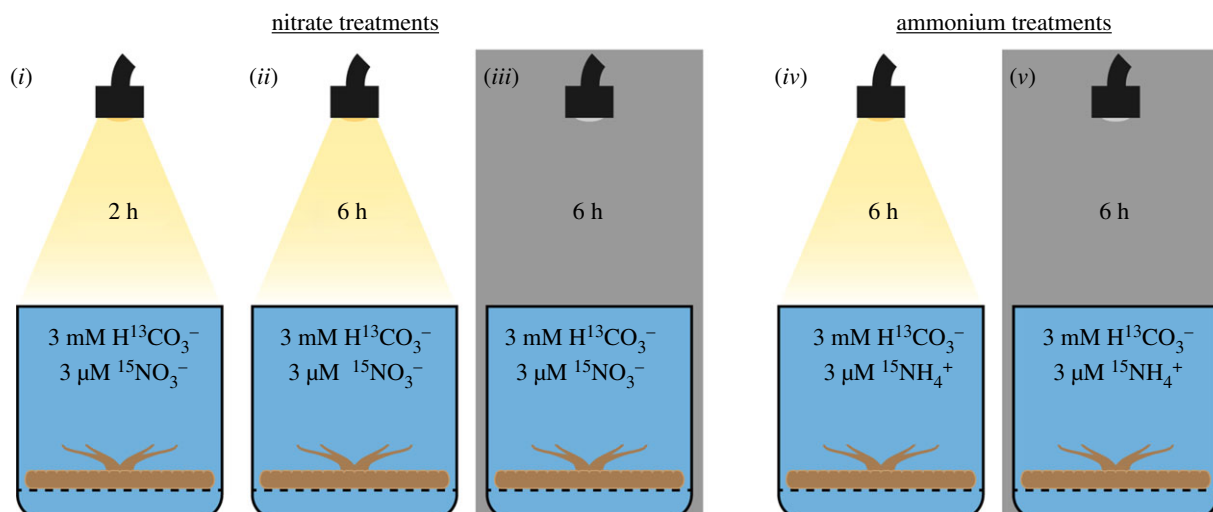 nitrate treatments
ammonium treatments
(i)
(ii)
(iii)
(iv)
(v)
2 h
6 h
6 h
6 h
6 h
3 mM H¹³CO₃⁻
3 µM ¹⁵NO₃⁻
3 mM H¹³CO₃⁻
3 µM ¹⁵NO₃⁻
3 mM H¹³CO₃⁻
3 µM ¹⁵NO₃⁻
3 mM H¹³CO₃⁻
3 µM ¹⁵NH₄⁺
3 mM H¹³CO₃⁻
3 µM ¹⁵NH₄⁺